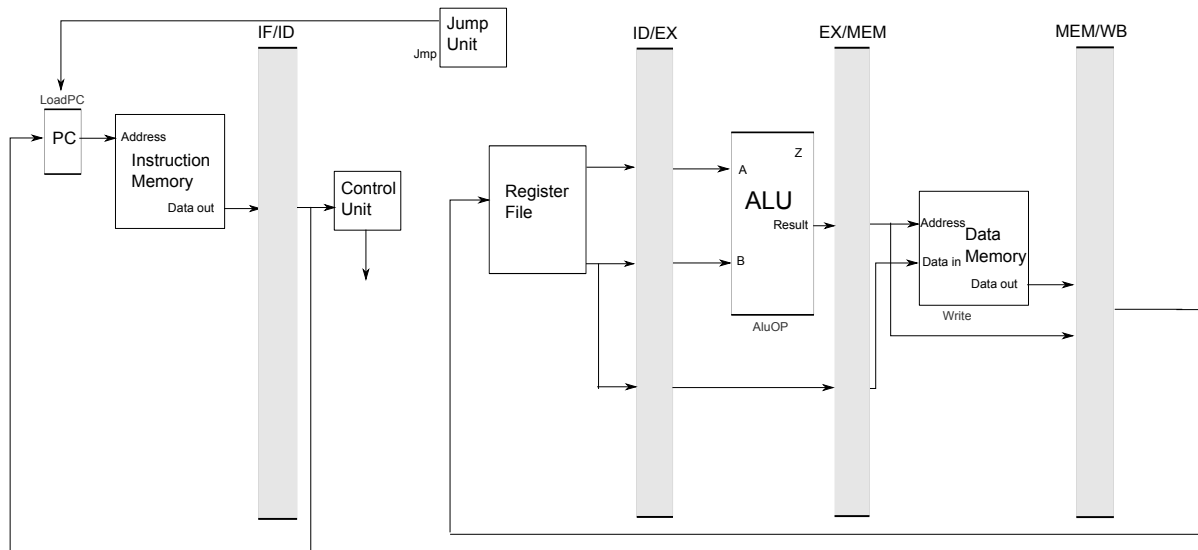 IF/ID
Jump
Unit
Jmp
ID/EX
EX/MEM
MEM/WB
LoadPC
PC
Address
Instruction
Memory
Data out
Control
Unit
Register
File
Z
A
ALU
Result
B
AluOP
Address
Data
Memory
Data in
Data out
Write